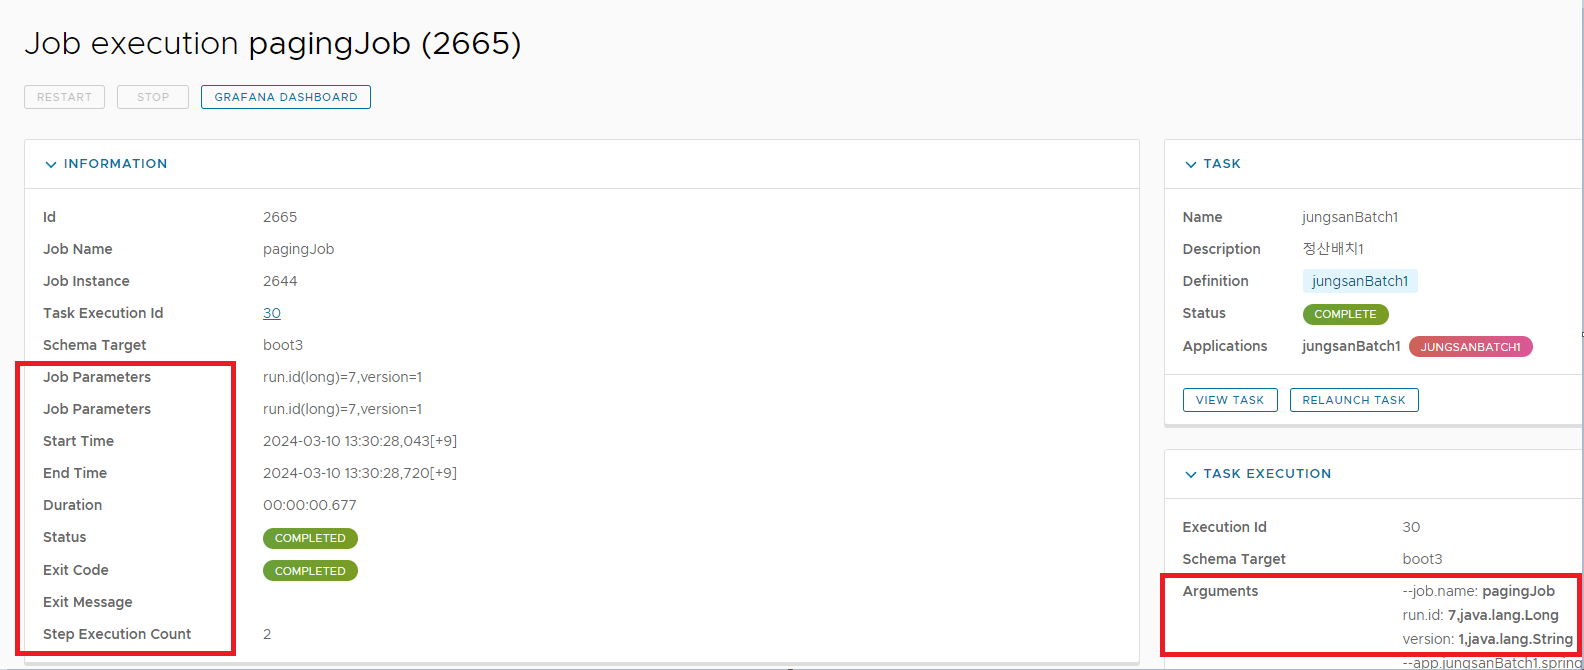 Job execution pagingJob (2665)
RESTART STOP GRAFANA DASHBOARD
INFORMATION
Id 2665
Job Name pagingJob
Job Instance 2644
Task Execution Id 30
Schema Target boot3
Job Parameters run.id(long)=7,version=1
Job Parameters run.id(long)=7,version=1
Start Time 2024-03-10 13:30:28,043[+9]
End Time 2024-03-10 13:30:28,720[+9]
Duration 00:00:00.677
Status COMPLETED
Exit Code COMPLETED
Exit Message
Step Execution Count 2
TASK
Name jungsanBatch1
Description 정산배치1
Definition jungsanBatch1
Status COMPLETE
Applications jungsanBatch1 JUNGSANBATCH1
VIEW TASK RELAUNCH TASK
TASK EXECUTION
Execution Id 30
Schema Target boot3
Arguments --job.name: pagingJob
run.id: 7,java.lang.Long
version: 1,java.lang.String
--app.jungsanBatch1.spring